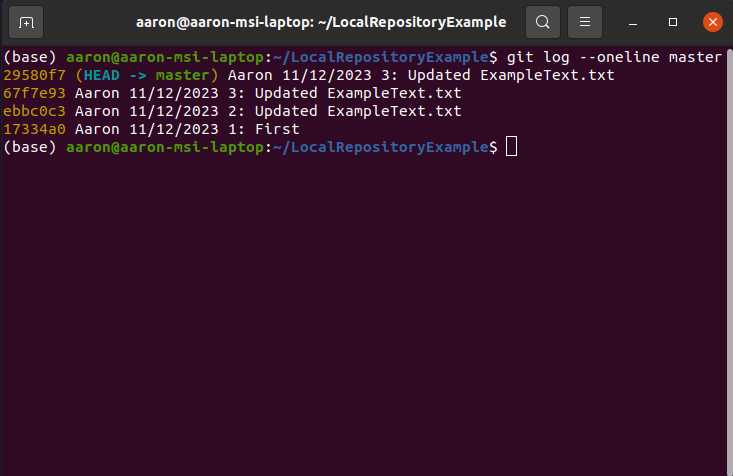 aaron@aaron-msi-laptop: ~/LocalRepositoryExample
(base) aaron@aaron-msi-laptop:~/LocalRepositoryExample$ git log --oneline master
29580f7 (HEAD -> master) Aaron 11/12/2023 3: Updated ExampleText.txt
67f7e93 Aaron 11/12/2023 3: Updated ExampleText.txt
ebbc0c3 Aaron 11/12/2023 2: Updated ExampleText.txt
17334a0 Aaron 11/12/2023 1: First
(base) aaron@aaron-msi-laptop:~/LocalRepositoryExample$